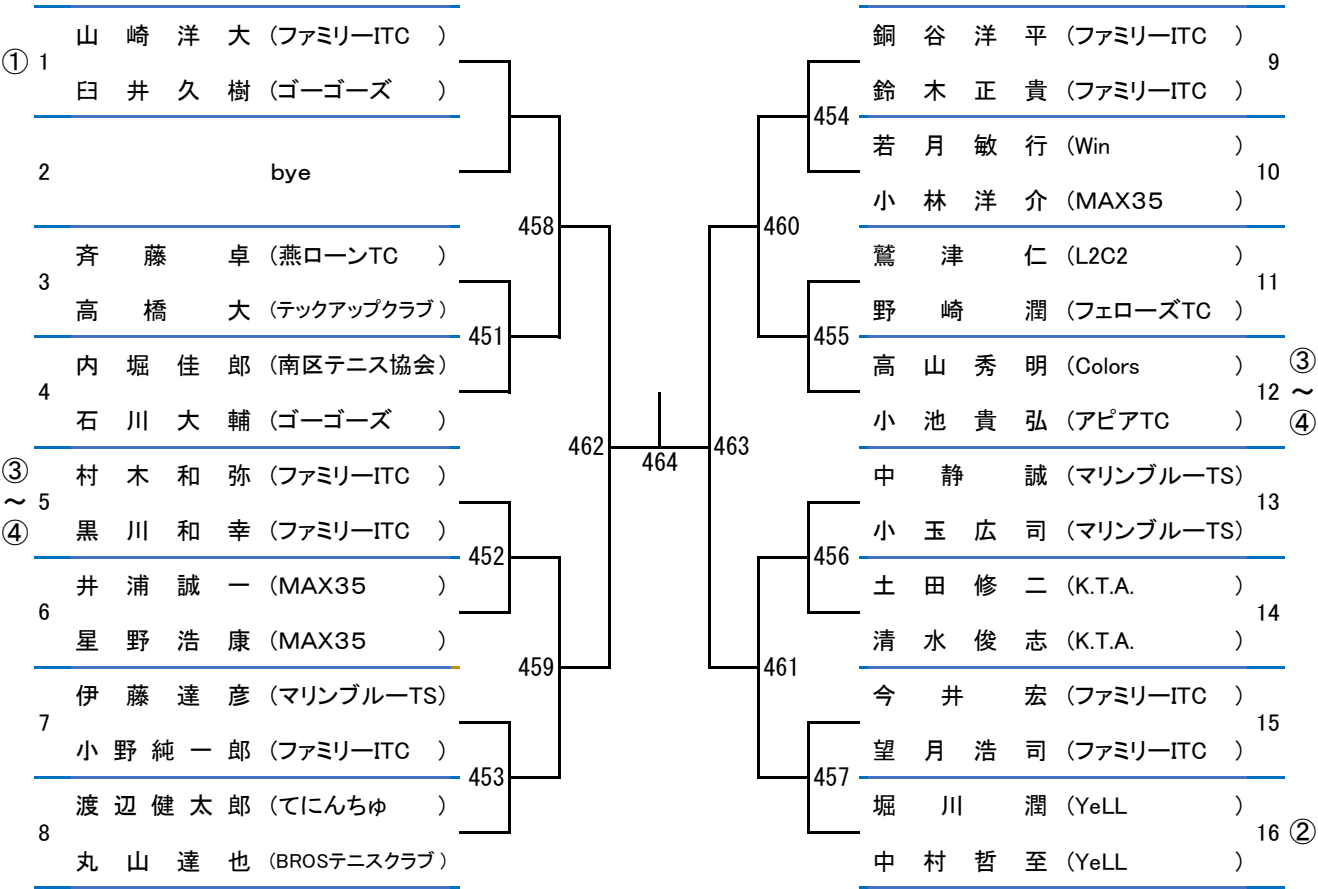 ① 1 山崎洋大 (ファミリーITC )
臼井久樹 (ゴーゴーズ )
2 bye
458
3 斉藤卓 (燕ローンTC )
高橋大 (テックアップクラブ)
451
4 内堀佳郎 (南区テニス協会)
石川大輔 (ゴーゴーズ )
462
③～④ 5 村木和弥 (ファミリーITC )
黒川和幸 (ファミリーITC )
452
6 井浦誠一 (MAX35 )
星野浩康 (MAX35 )
459
7 伊藤達彦 (マリンブルーTS)
小野純一郎 (ファミリーITC )
453
8 渡辺健太郎 (てにんちゅ )
丸山達也 (BROSテニスクラブ)
464
銅谷洋平 (ファミリーITC ) 9
鈴木正貴 (ファミリーITC )
454
若月敏行 (Win ) 10
小林洋介 (MAX35 )
460
鷲津仁 (L2C2 ) 11
野崎潤 (フェローズTC )
455
高山秀明 (Colors ) 12 ③～④
小池貴弘 (アピアTC )
463
中静誠 (マリンブルーTS) 13
小玉広司 (マリンブルーTS)
456
土田修二 (K.T.A. ) 14
清水俊志 (K.T.A. )
461
今井宏 (ファミリーITC ) 15
望月浩司 (ファミリーITC )
457
堀川潤 (YeLL ) 16 ②
中村哲至 (YeLL )